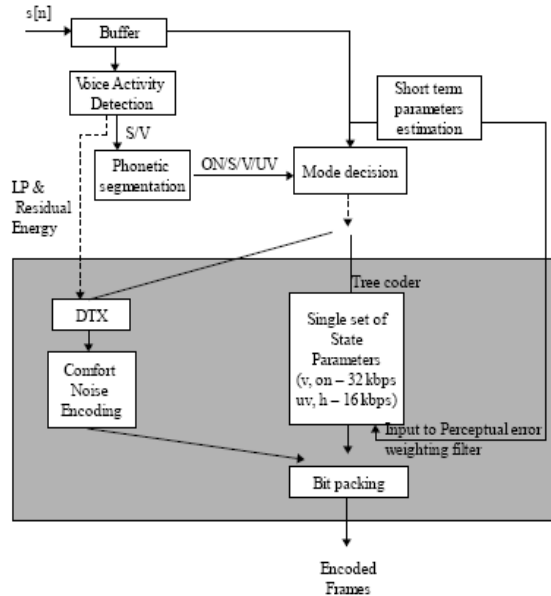 s[n]
Buffer
Voice Activity
Detection
Short term
parameters
estimation
S/V
Phonetic
segmentation
ON/S/V/UV
Mode decision
LP &
Residual
Energy
Tree coder
DTX
Single set of
State
Parameters
(v, on – 32 kbps
uv, h – 16 kbps)
Comfort
Noise
Encoding
Input to Perceptual error
weighting filter
Bit packing
Encoded
Frames